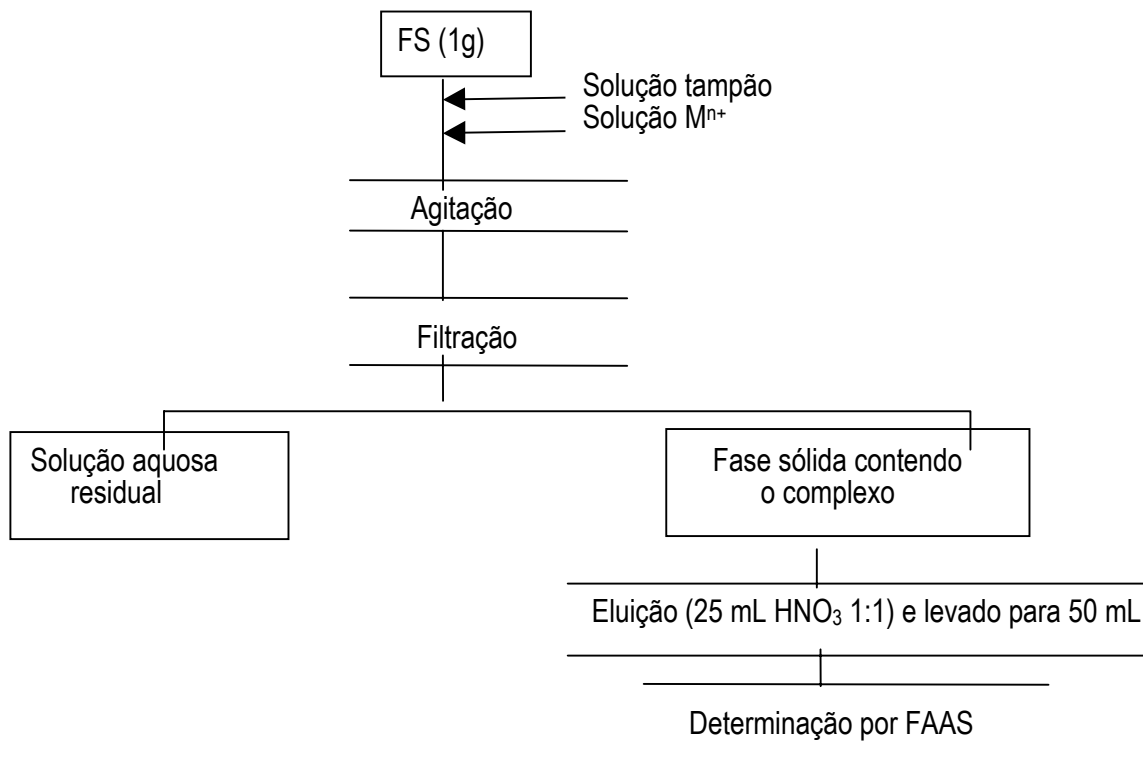 FS (1g)
Solução tampão
Solução Mⁿ⁺
Agitação
Filtração
Solução aquosa
residual
Fase sólida contendo
o complexo
Eluição (25 mL HNO₃ 1:1) e levado para 50 mL
Determinação por FAAS